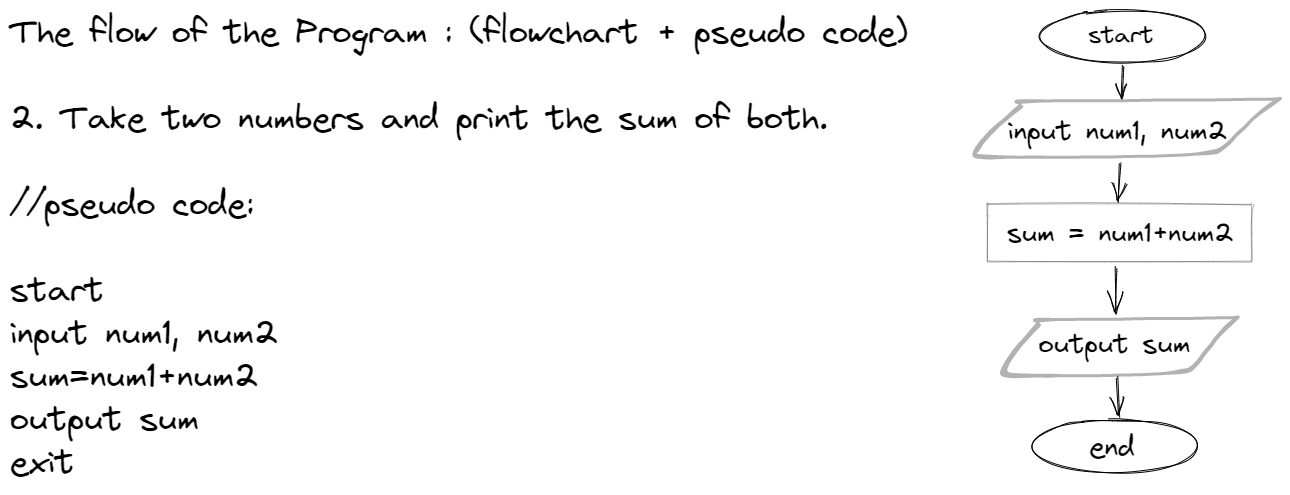 The flow of the Program : (flowchart + pseudo code)
2. Take two numbers and print the sum of both.
//pseudo code:
start
input num1, num2
sum=num1+num2
output sum
exit
start
input num1, num2
sum = num1+num2
output sum
end